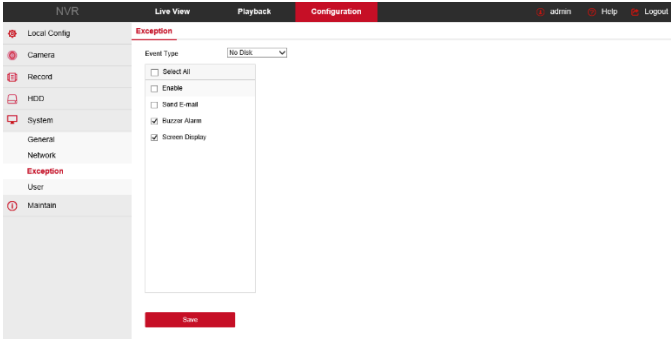 NVR Live View Playback Configuration admin Help Logout
Local Config
Camera
Record
HDD
System
General
Network
Exception
User
Maintain
Exception
Event Type No Disk
Select All
Enable
Send E-mail
Buzzer Alarm
Screen Display
Save